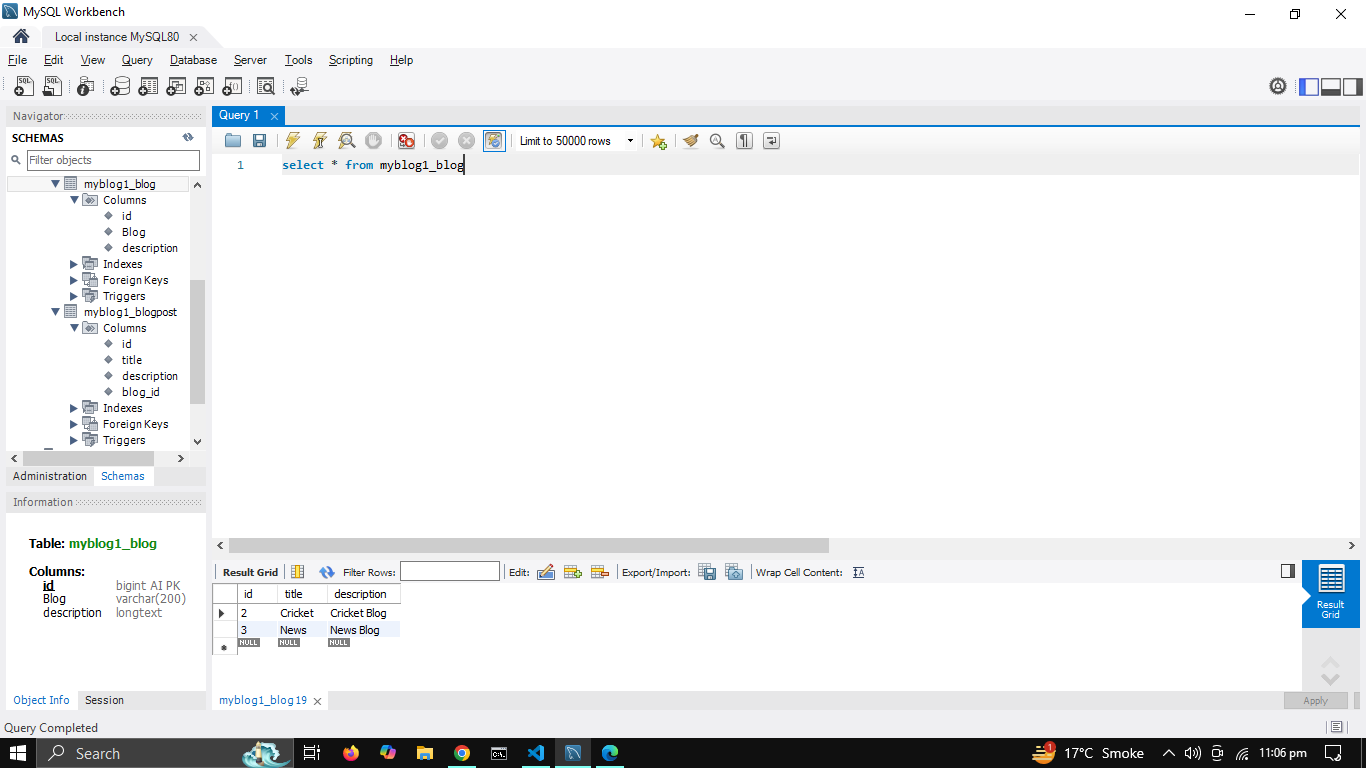 MySQL Workbench
Local instance MySQL80
File Edit View Query Database Server Tools Scripting Help
Navigator
SCHEMAS
Filter objects
myblog1_blog
Columns
id
Blog
description
Indexes
Foreign Keys
Triggers
myblog1_blogpost
Columns
id
title
description
blog_id
Indexes
Foreign Keys
Triggers
Administration Schemas
Information
Table: myblog1_blog
Columns:
id bigint AI PK
Blog varchar(200)
description longtext
Object Info Session
Query 1
Limit to 50000 rows
1 select * from myblog1_blog
Result Grid Filter Rows: Edit: Export/Import: Wrap Cell Content:
id title description
2 Cricket Cricket Blog
3 News News Blog
NULL NULL NULL
Result
Grid
myblog1_blog 19
Apply
Query Completed
Search
1 17°C Smoke 11:06 pm